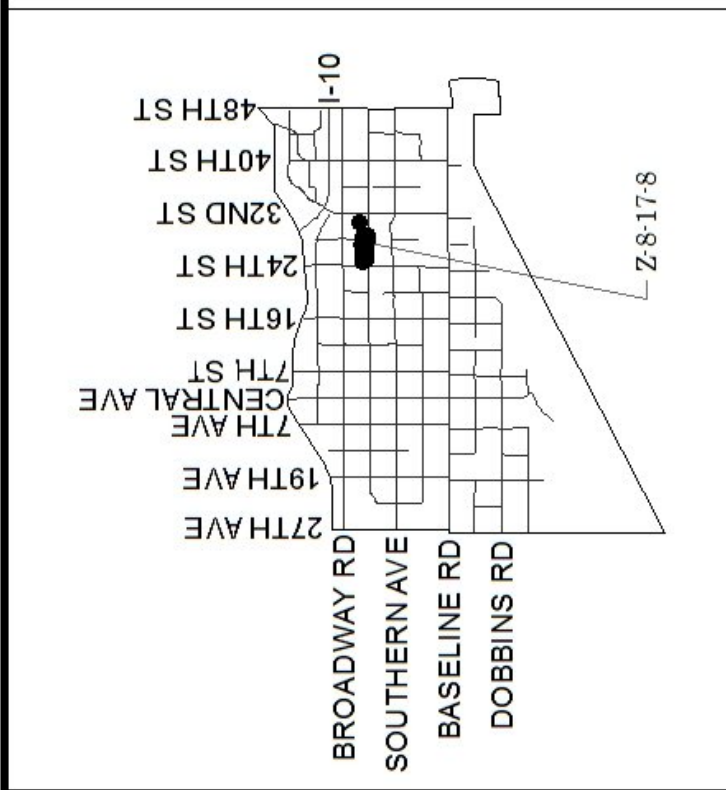 48TH ST
I-10
40TH ST
32ND ST
24TH ST
16TH ST
7TH ST
CENTRAL AVE
7TH AVE
19TH AVE
27TH AVE
Z-8-17-8
BROADWAY RD
SOUTHERN AVE
BASELINE RD
DOBBINS RD